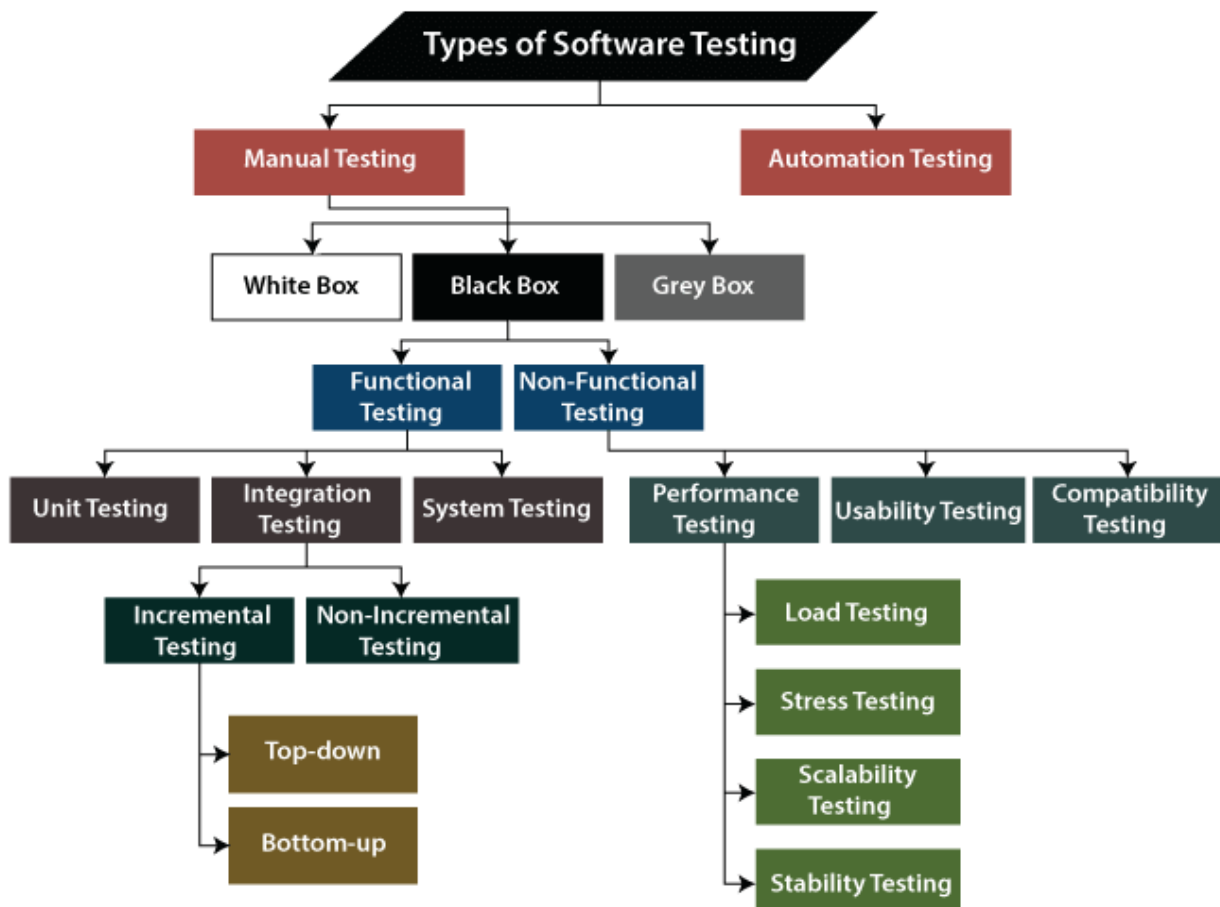 Types of Software Testing
Manual Testing
Automation Testing
White Box
Black Box
Grey Box
Functional
Testing
Non-Functional
Testing
Unit Testing
Integration
Testing
System Testing
Performance
Testing
Usability Testing
Compatibility
Testing
Incremental
Testing
Non-Incremental
Testing
Top-down
Bottom-up
Load Testing
Stress Testing
Scalability
Testing
Stability Testing